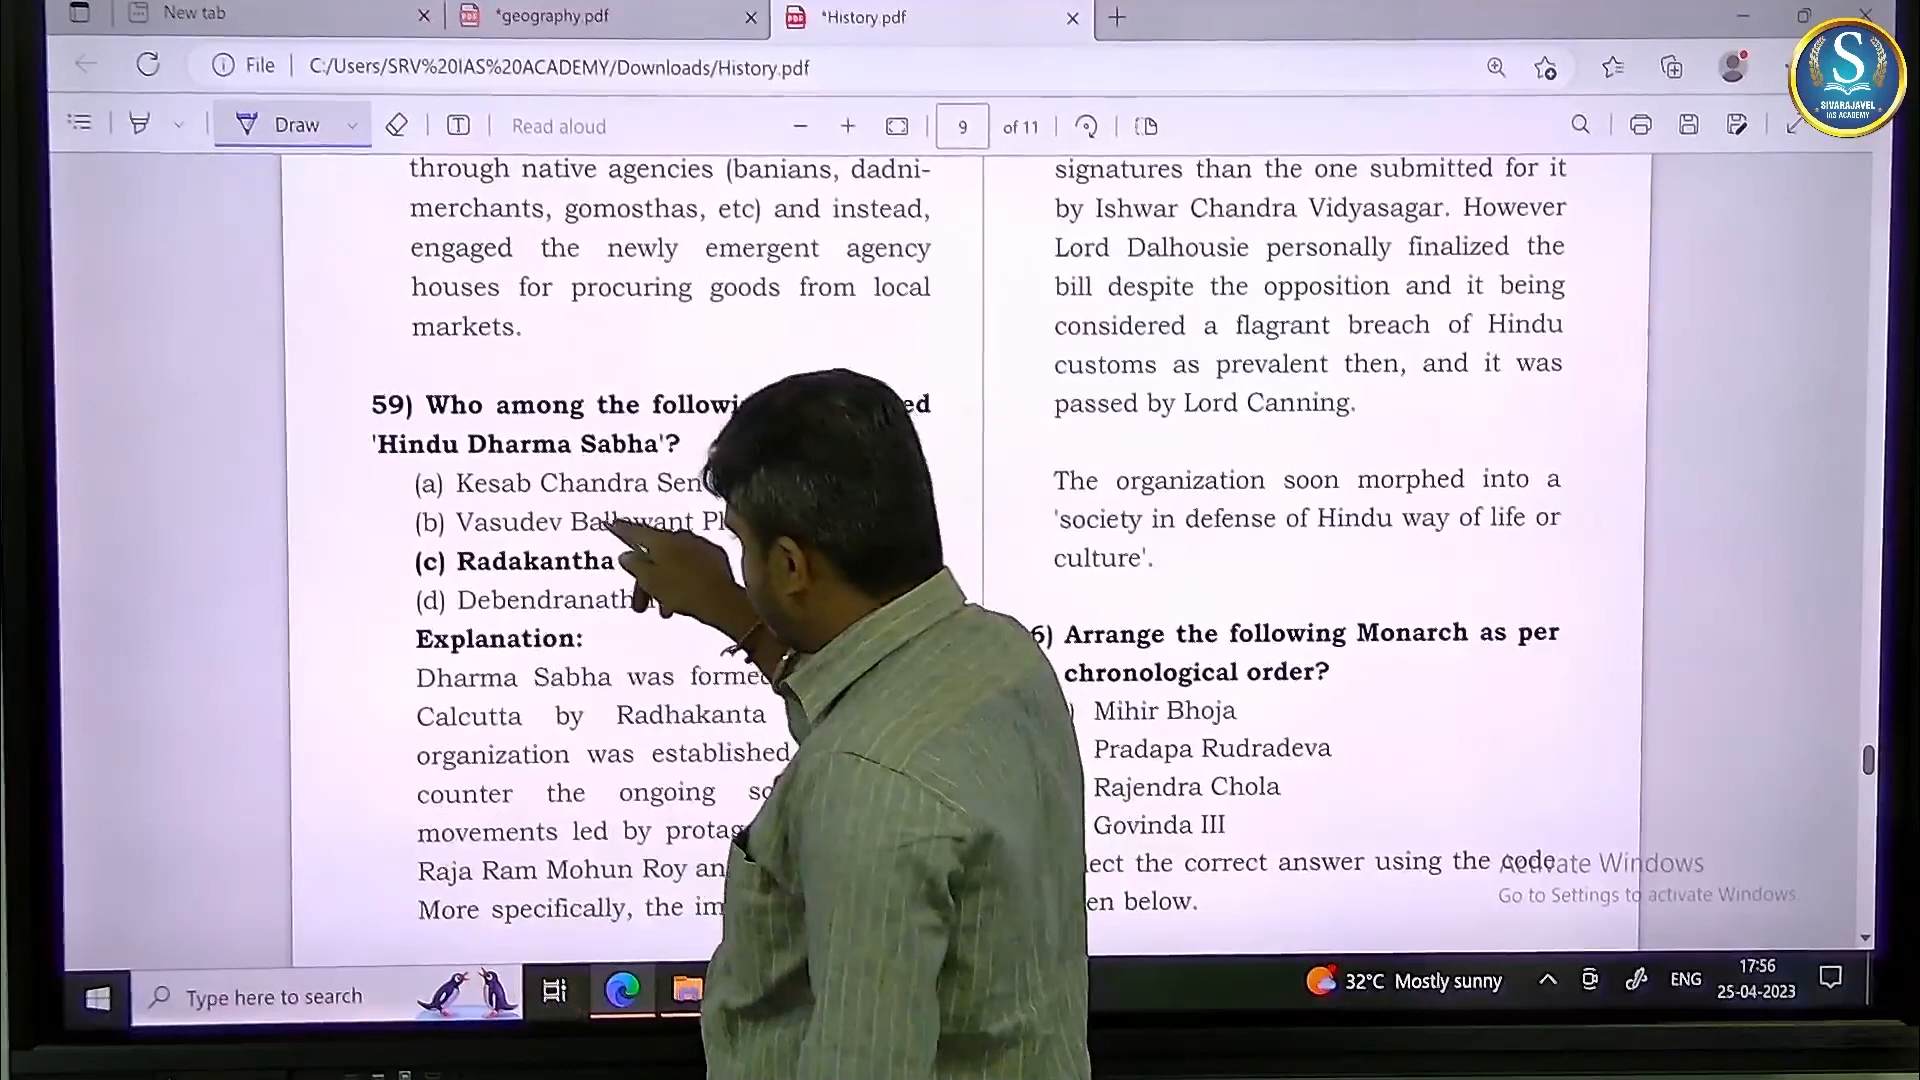 New tab
*geography.pdf
*History.pdf
File
C:/Users/SRV%20IAS%20ACADEMY/Downloads/History.pdf
S
SIVARAJAVEL
IAS ACADEMY
Draw
Read aloud
9 of 11
through native agencies (banians, dadni-
merchants, gomosthas, etc) and instead,
engaged the newly emergent agency
houses for procuring goods from local
markets.
59) Who among the
'Hindu Dharma Sabha'?
(a) Kesab Chandra Sen
(b) Vasudev
(c) Radakantha
(d) Debendranath
Explanation:
Dharma Sabha was
Calcutta by Radhakanta
organization was established
counter the ongoing
movements led by
Raja Ram Mohun Roy
More specifically, the
signatures than the one submitted for it
by Ishwar Chandra Vidyasagar. However
Lord Dalhousie personally finalized the
bill despite the opposition and it being
considered a flagrant breach of Hindu
customs as prevalent then, and it was
passed by Lord Canning.
The organization soon morphed into a
'society in defense of Hindu way of life or
culture'.
6) Arrange the following Monarch as per
chronological order?
Mihir Bhoja
Pradapa Rudradeva
Rajendra Chola
Govinda III
the correct answer using the code
below.
Activate Windows
Go to Settings to activate Windows.
Type here to search
32°C Mostly sunny
ENG
17:56
25-04-2023